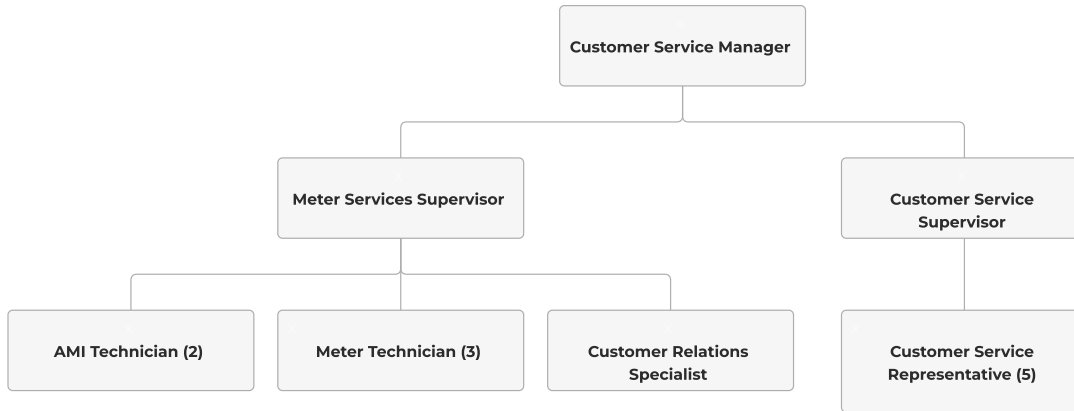 Customer Service Manager
Meter Services Supervisor
Customer Service
Supervisor
AMI Technician (2)
Meter Technician (3)
Customer Relations
Specialist
Customer Service
Representative (5)